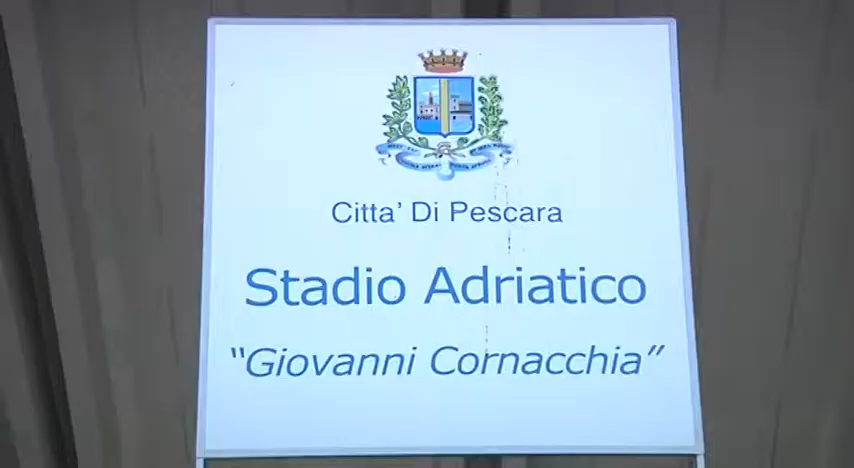 Citta' Di Pescara
Stadio Adriatico
“Giovanni Cornacchia”